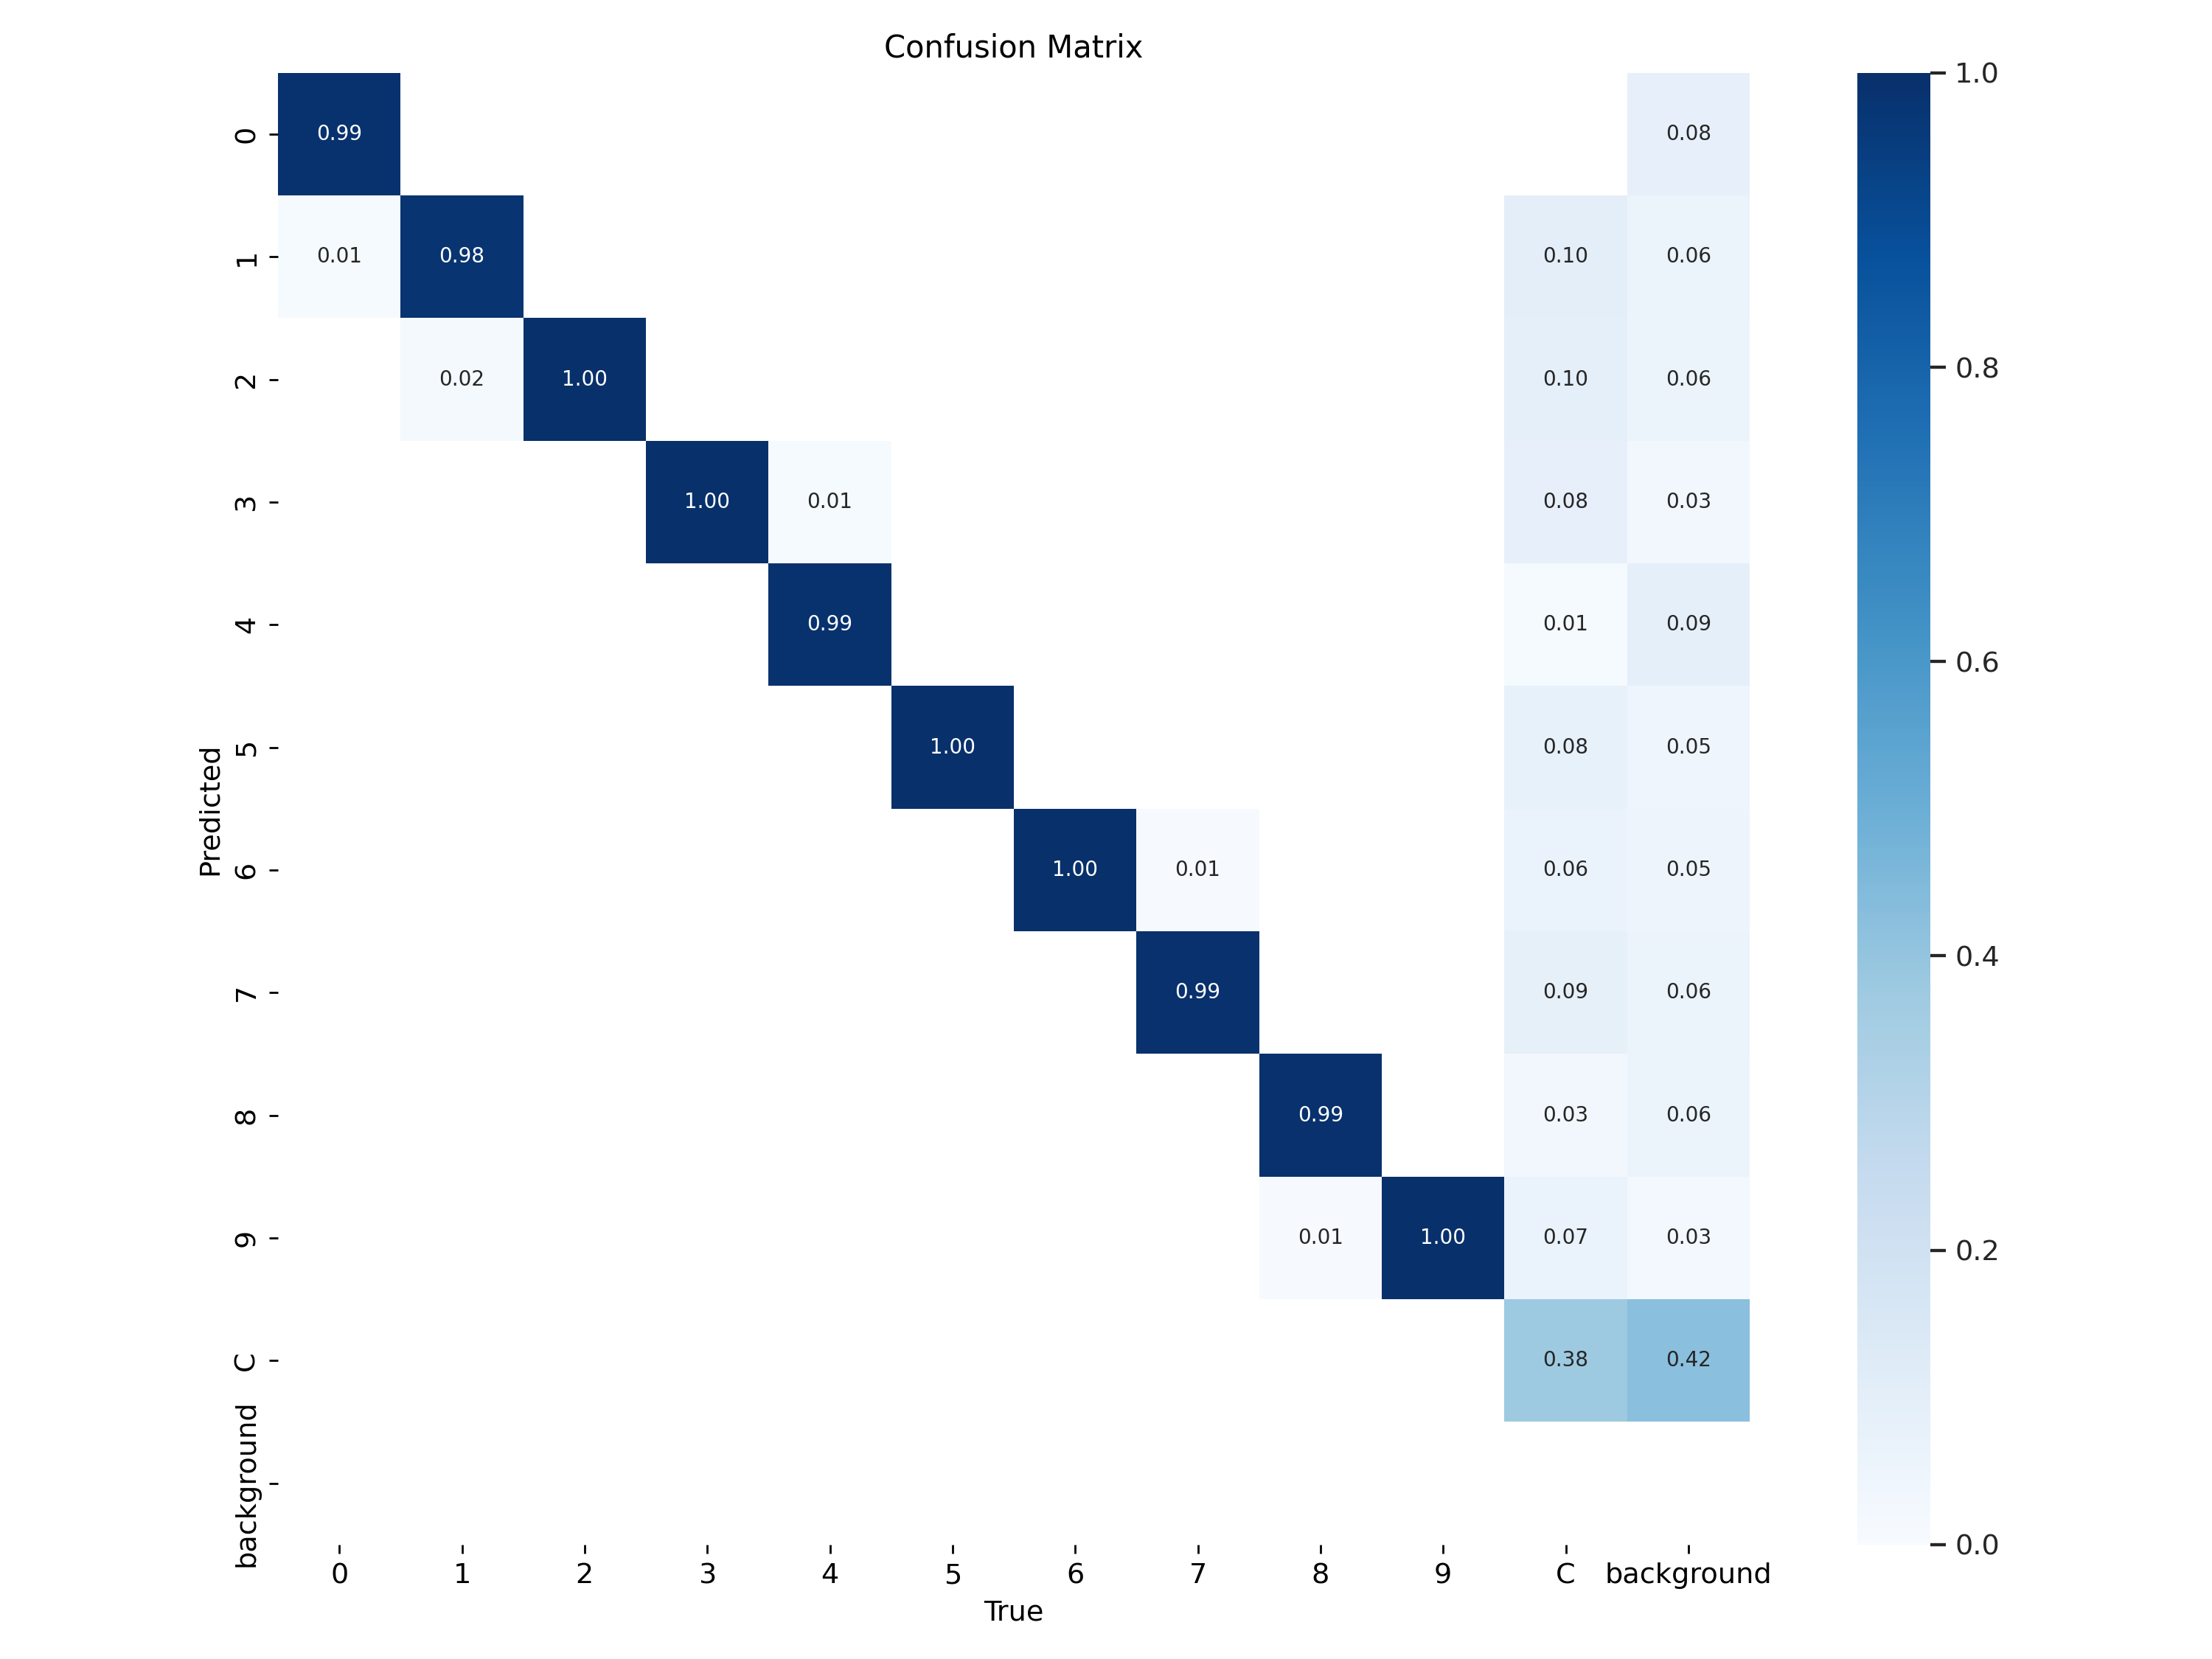 Confusion Matrix
1.0
0 0.99 0.08
1 0.01 0.98 0.10 0.06
0.8
2 0.02 1.00 0.10 0.06
3 1.00 0.01 0.08 0.03
4 0.99 0.01 0.09
0.6
5 1.00 0.08 0.05
Predicted
6 1.00 0.01 0.06 0.05
0.4
7 0.99 0.09 0.06
8 0.99 0.03 0.06
9 0.01 1.00 0.07 0.03
0.2
C 0.38 0.42
background
0.0
0 1 2 3 4 5 6 7 8 9 C background
True